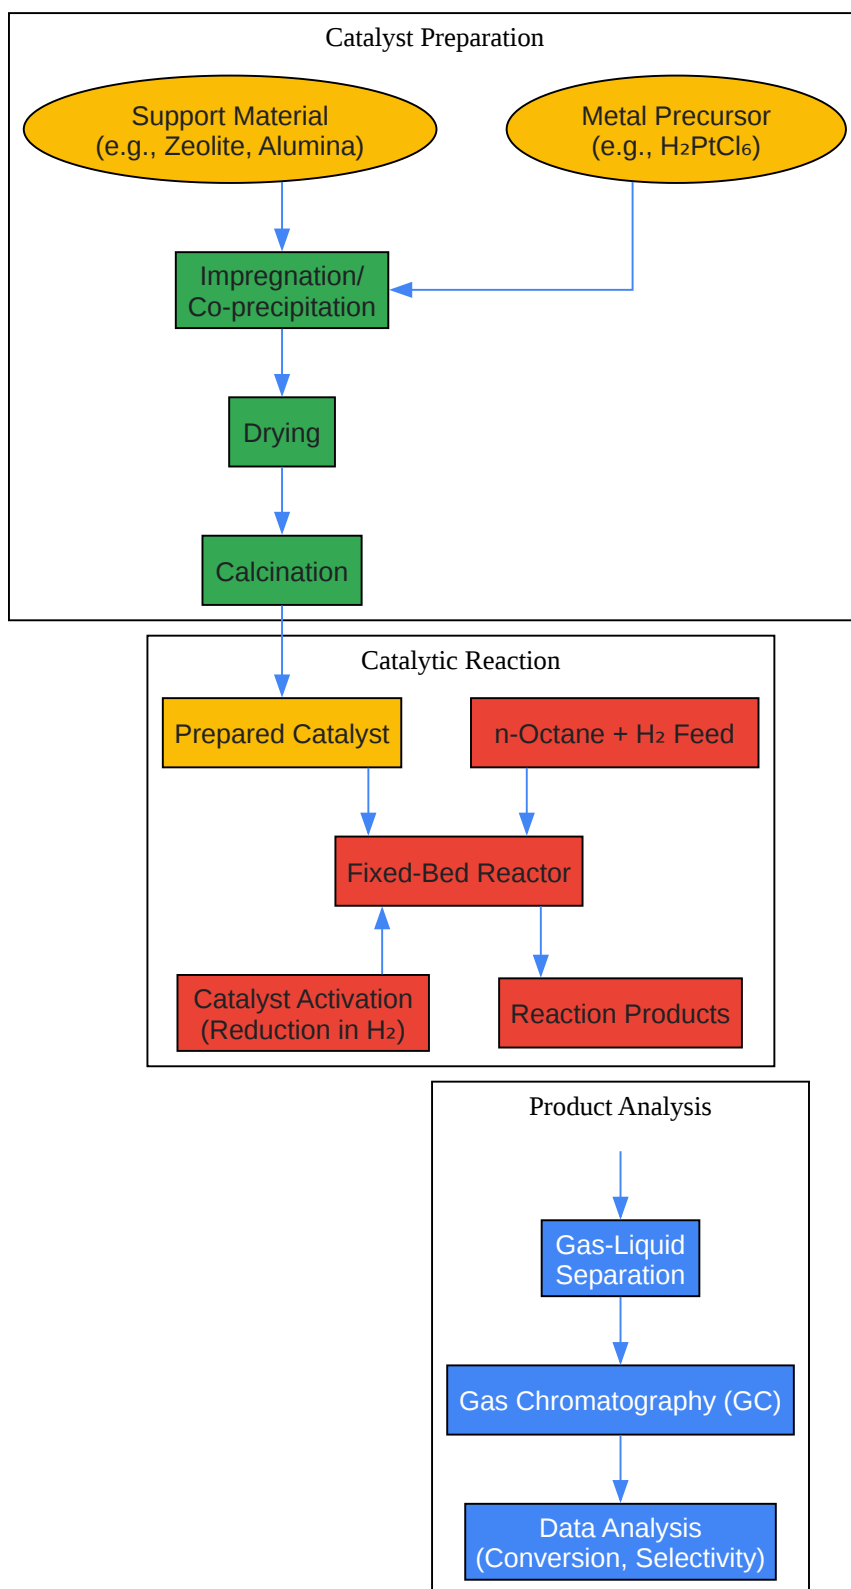 Catalyst Preparation
Support Material
(e.g., Zeolite, Alumina)
Metal Precursor
(e.g., H₂PtCl₆)
Impregnation/
Co-precipitation
Drying
Calcination
Catalytic Reaction
Prepared Catalyst
n-Octane + H₂ Feed
Fixed-Bed Reactor
Catalyst Activation
(Reduction in H₂)
Reaction Products
Product Analysis
Gas-Liquid
Separation
Gas Chromatography (GC)
Data Analysis
(Conversion, Selectivity)